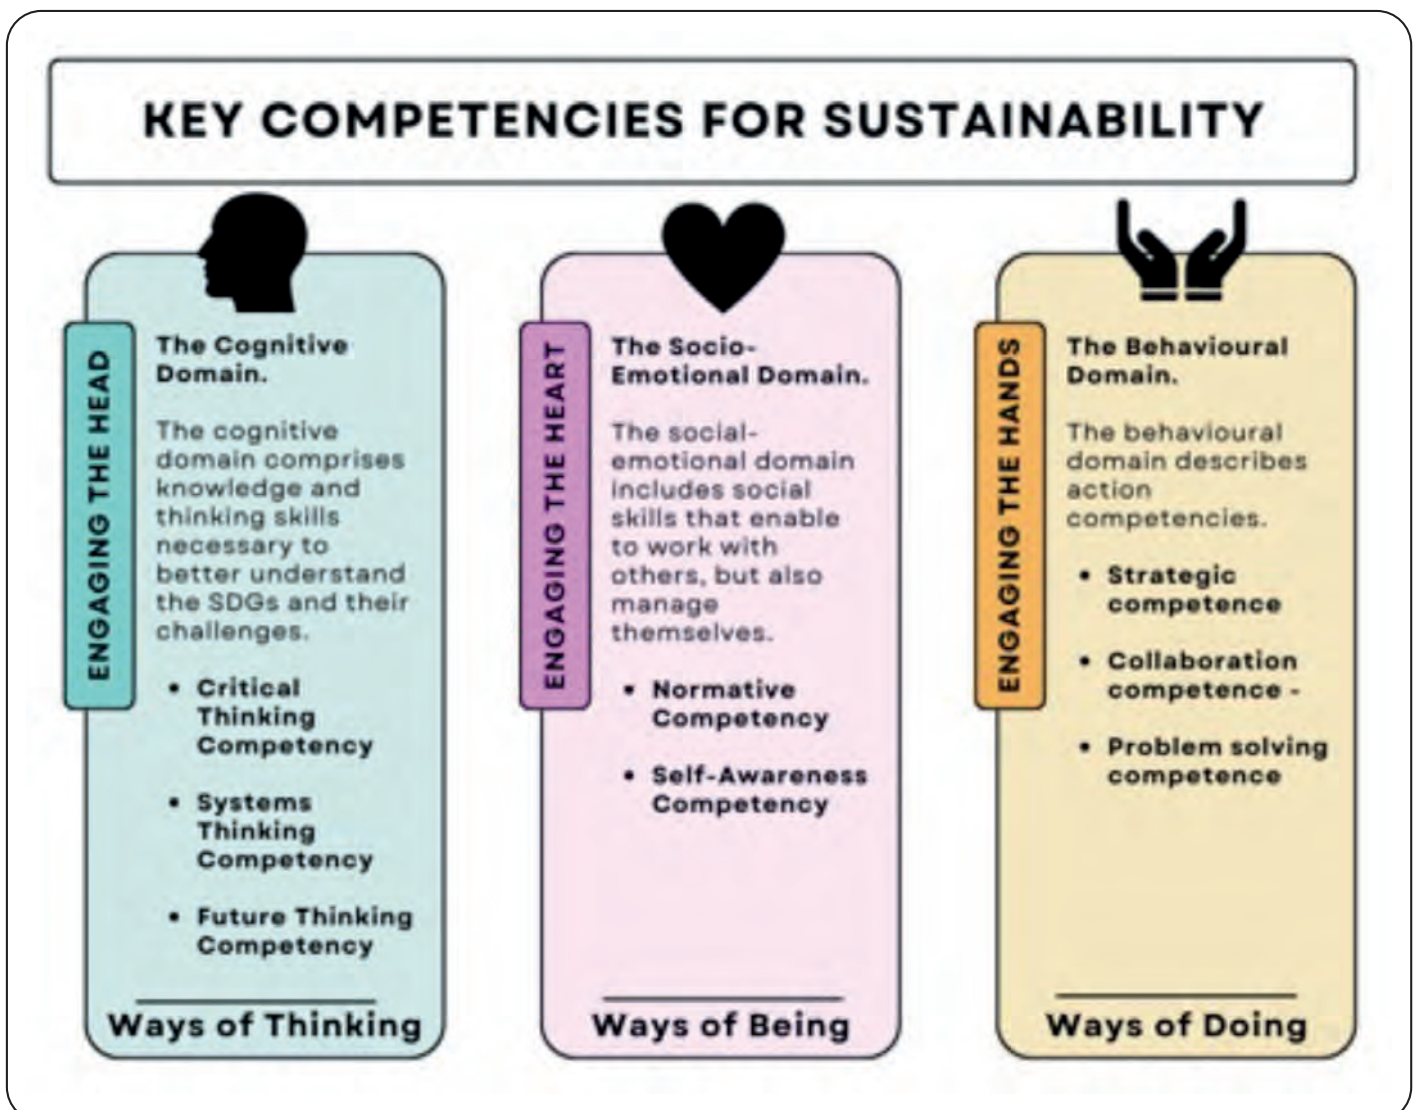 KEY COMPETENCIES FOR SUSTAINABILITY
ENGAGING THE HEAD
The Cognitive
Domain.
The cognitive
domain comprises
knowledge and
thinking skills
necessary to
better understand
the SDGs and their
challenges.
• Critical
Thinking
Competency
• Systems
Thinking
Competency
• Future Thinking
Competency
Ways of Thinking
ENGAGING THE HEART
The Socio-
Emotional Domain.
The social-
emotional domain
includes social
skills that enable
to work with
others, but also
manage
themselves.
• Normative
Competency
• Self-Awareness
Competency
Ways of Being
ENGAGING THE HANDS
The Behavioural
Domain.
The behavioural
domain describes
action
competencies.
• Strategic
competence
• Collaboration
competence -
• Problem solving
competence
Ways of Doing